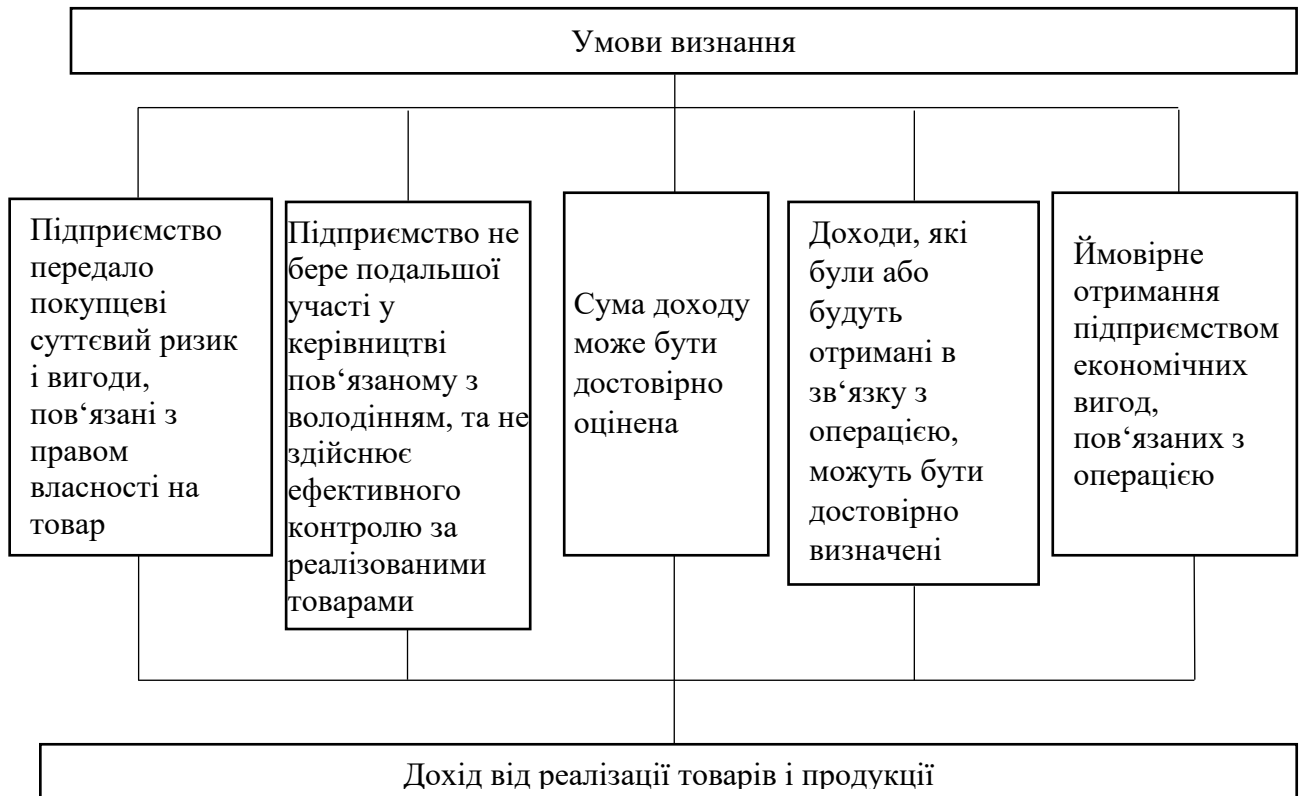 Умови визнання
Підприємство
передало
покупцеві
суттєвий ризик
і вигоди,
пов‘язані з
правом
власності на
товар
Підприємство не
бере подальшої
участі у
керівництві
пов‘язаному з
володінням, та не
здійснює
ефективного
контролю за
реалізованими
товарами
Сума доходу
може бути
достовірно
оцінена
Доходи, які
були або
будуть
отримані в
зв‘язку з
операцією,
можуть бути
достовірно
визначені
Ймовірне
отримання
підприємством
економічних
вигод,
пов‘язаних з
операцією
Дохід від реалізації товарів і продукції